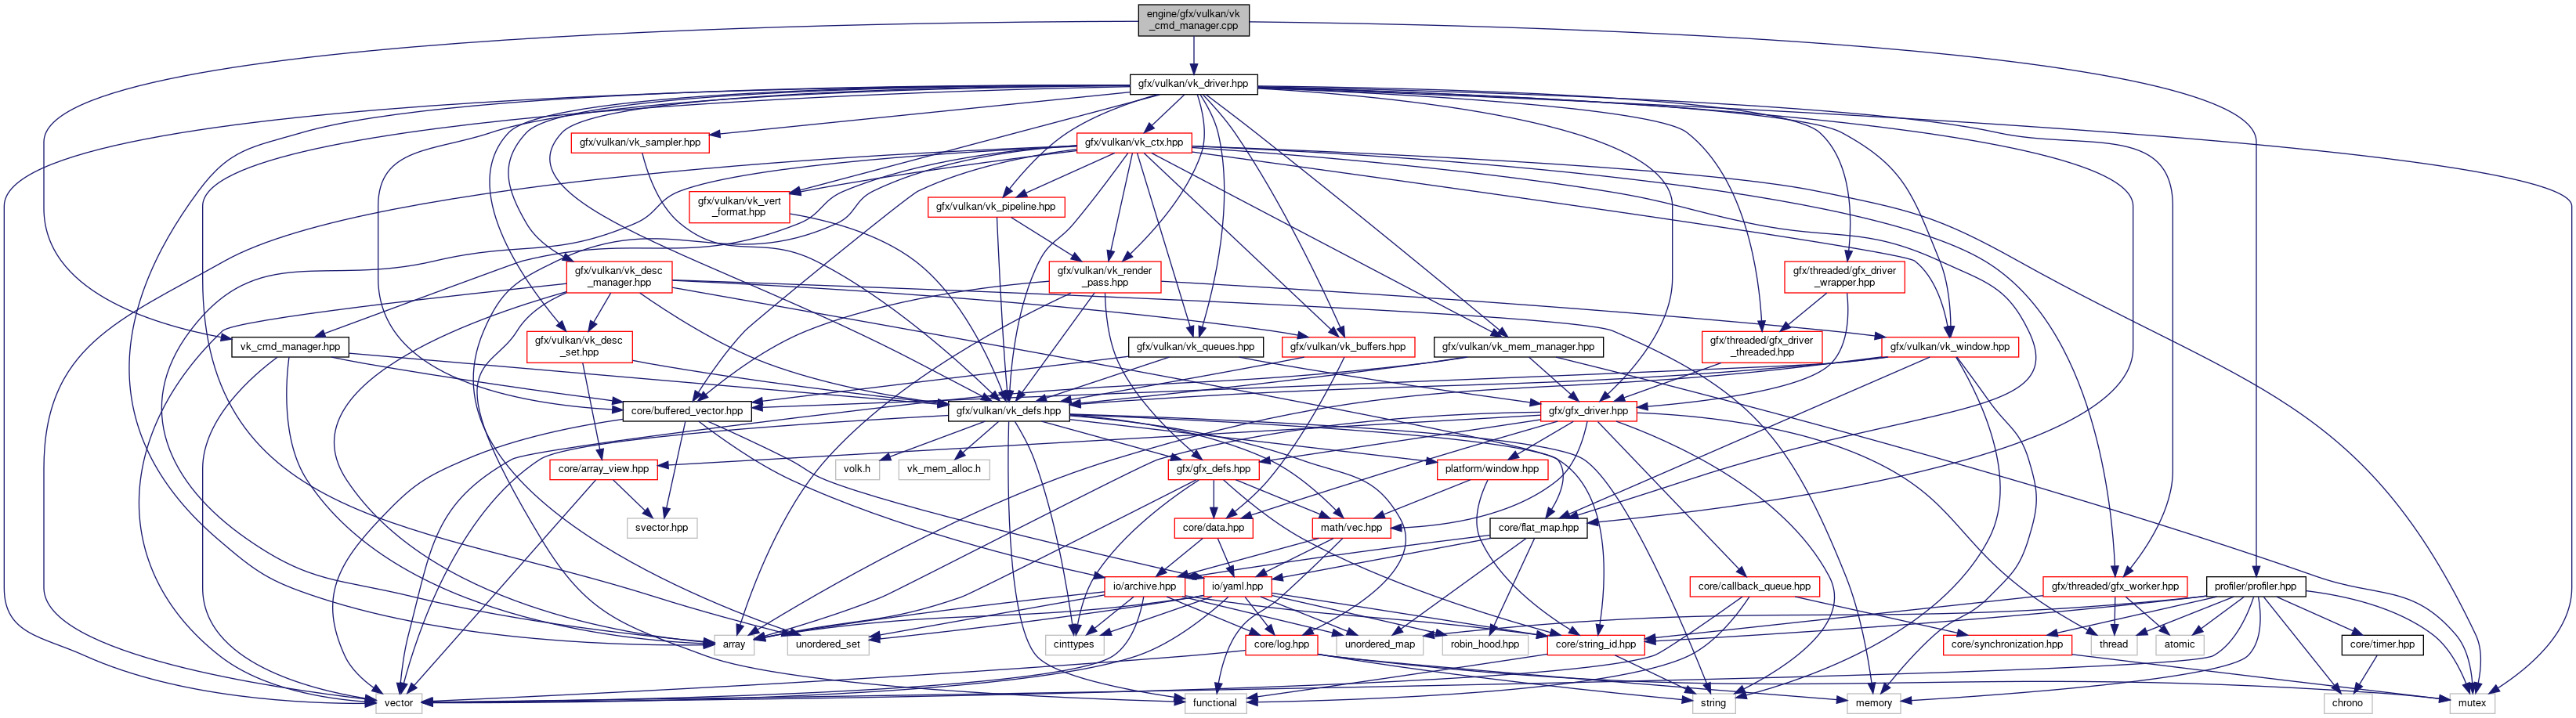 engine/gfx/vulkan/vk
_cmd_manager.cpp
gfx/vulkan/vk_driver.hpp
gfx/vulkan/vk_sampler.hpp
gfx/vulkan/vk_ctx.hpp
gfx/vulkan/vk_vert
_format.hpp
gfx/vulkan/vk_pipeline.hpp
gfx/vulkan/vk_desc
_manager.hpp
gfx/vulkan/vk_render
_pass.hpp
gfx/threaded/gfx_driver
_wrapper.hpp
vk_cmd_manager.hpp
gfx/vulkan/vk_desc
_set.hpp
gfx/vulkan/vk_queues.hpp
gfx/vulkan/vk_buffers.hpp
gfx/vulkan/vk_mem_manager.hpp
gfx/threaded/gfx_driver
_threaded.hpp
gfx/vulkan/vk_window.hpp
core/buffered_vector.hpp
gfx/vulkan/vk_defs.hpp
gfx/gfx_driver.hpp
core/array_view.hpp
volk.h
vk_mem_alloc.h
gfx/gfx_defs.hpp
platform/window.hpp
svector.hpp
core/data.hpp
math/vec.hpp
core/flat_map.hpp
io/archive.hpp
io/yaml.hpp
core/callback_queue.hpp
gfx/threaded/gfx_worker.hpp
profiler/profiler.hpp
array
unordered_set
cinttypes
core/log.hpp
unordered_map
robin_hood.hpp
core/string_id.hpp
core/synchronization.hpp
thread
atomic
core/timer.hpp
vector
functional
string
memory
chrono
mutex